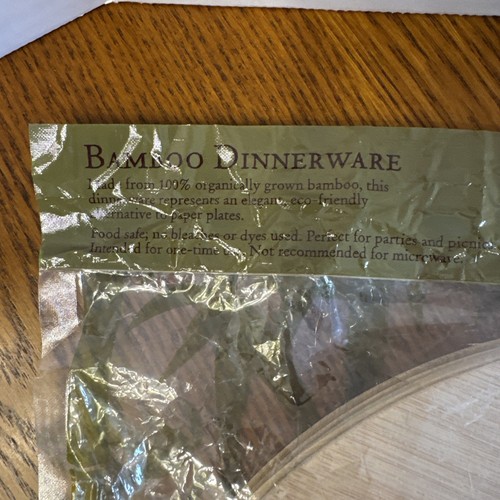 BAMBOO DINNERWARE
Made from 100% organically grown bamboo, this
dinnerware represents an elegant, eco-friendly
alternative to paper plates.
Food safe; no bleaches or dyes used. Perfect for parties and picnics
Intended for one-time use. Not recommended for microwave.